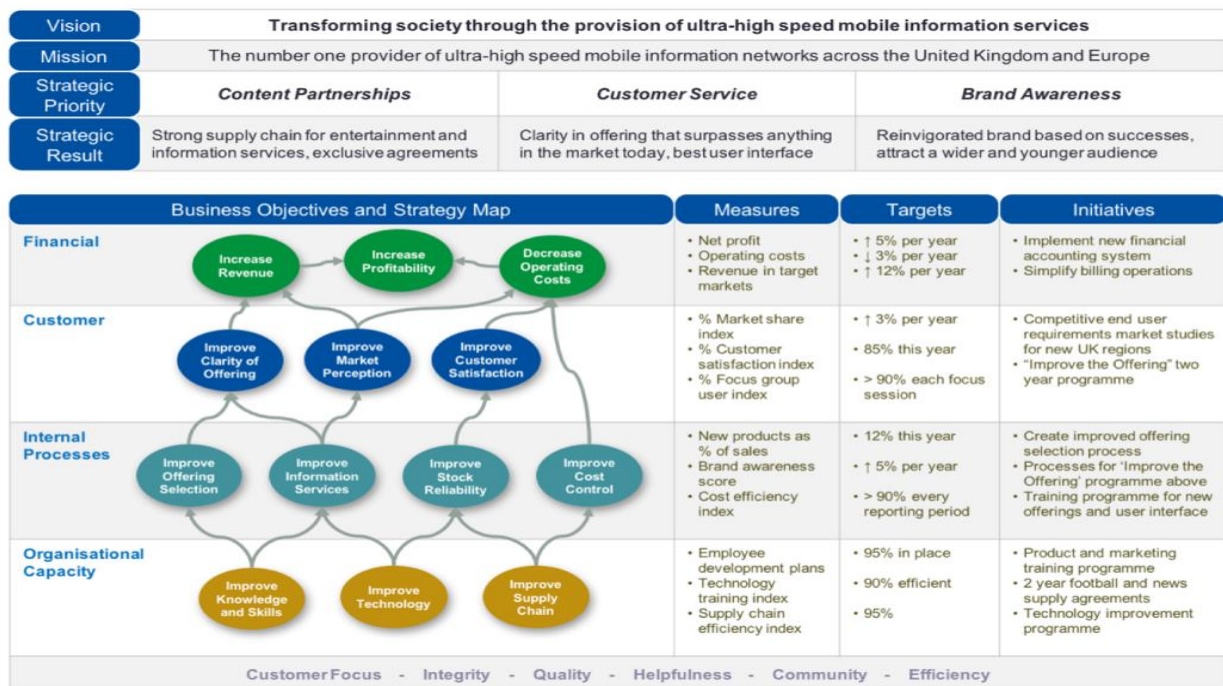 Vision
Transforming society through the provision of ultra-high speed mobile information services
Mission
The number one provider of ultra-high speed mobile information networks across the United Kingdom and Europe
Strategic
Priority
Content Partnerships
Customer Service
Brand Awareness
Strategic
Result
Strong supply chain for entertainment and
information services, exclusive agreements
Clarity in offering that surpasses anything
in the market today, best user interface
Reinvigorated brand based on successes,
attract a wider and younger audience
Business Objectives and Strategy Map
Measures
Targets
Initiatives
Financial
Increase
Revenue
Increase
Profitability
Decrease
Operating
Costs
• Net profit
• Operating costs
• Revenue in target
markets
• ↑ 5% per year
• ↓ 3% per year
• ↑ 12% per year
• Implement new financial
accounting system
• Simplify billing operations
Customer
Improve
Clarity of
Offering
Improve
Market
Perception
Improve
Customer
Satisfaction
• % Market share
index
• % Customer
satisfaction index
• % Focus group
user index
• ↑ 3% per year
• 85% this year
• > 90% each focus
session
• Competitive end user
requirements market studies
for new UK regions
• “Improve the Offering” two
year programme
Internal
Processes
Improve
Offering
Selection
Improve
Information
Services
Improve
Stock
Reliability
Improve
Cost
Control
• New products as
% of sales
• Brand awareness
score
• Cost efficiency
index
• 12% this year
• ↑ 5% per year
• > 90% every
reporting period
• Create improved offering
selection process
• Processes for ‘Improve the
Offering’ programme above
• Training programme for new
offerings and user interface
Organisational
Capacity
Improve
Knowledge
and Skills
Improve
Technology
Improve
Supply
Chain
• Employee
development plans
• Technology
training index
• Supply chain
efficiency index
• 95% in place
• 90% efficient
• 95%
• Product and marketing
training programme
• 2 year football and news
supply agreements
• Technology improvement
programme
Customer Focus - Integrity - Quality - Helpfulness - Community - Efficiency